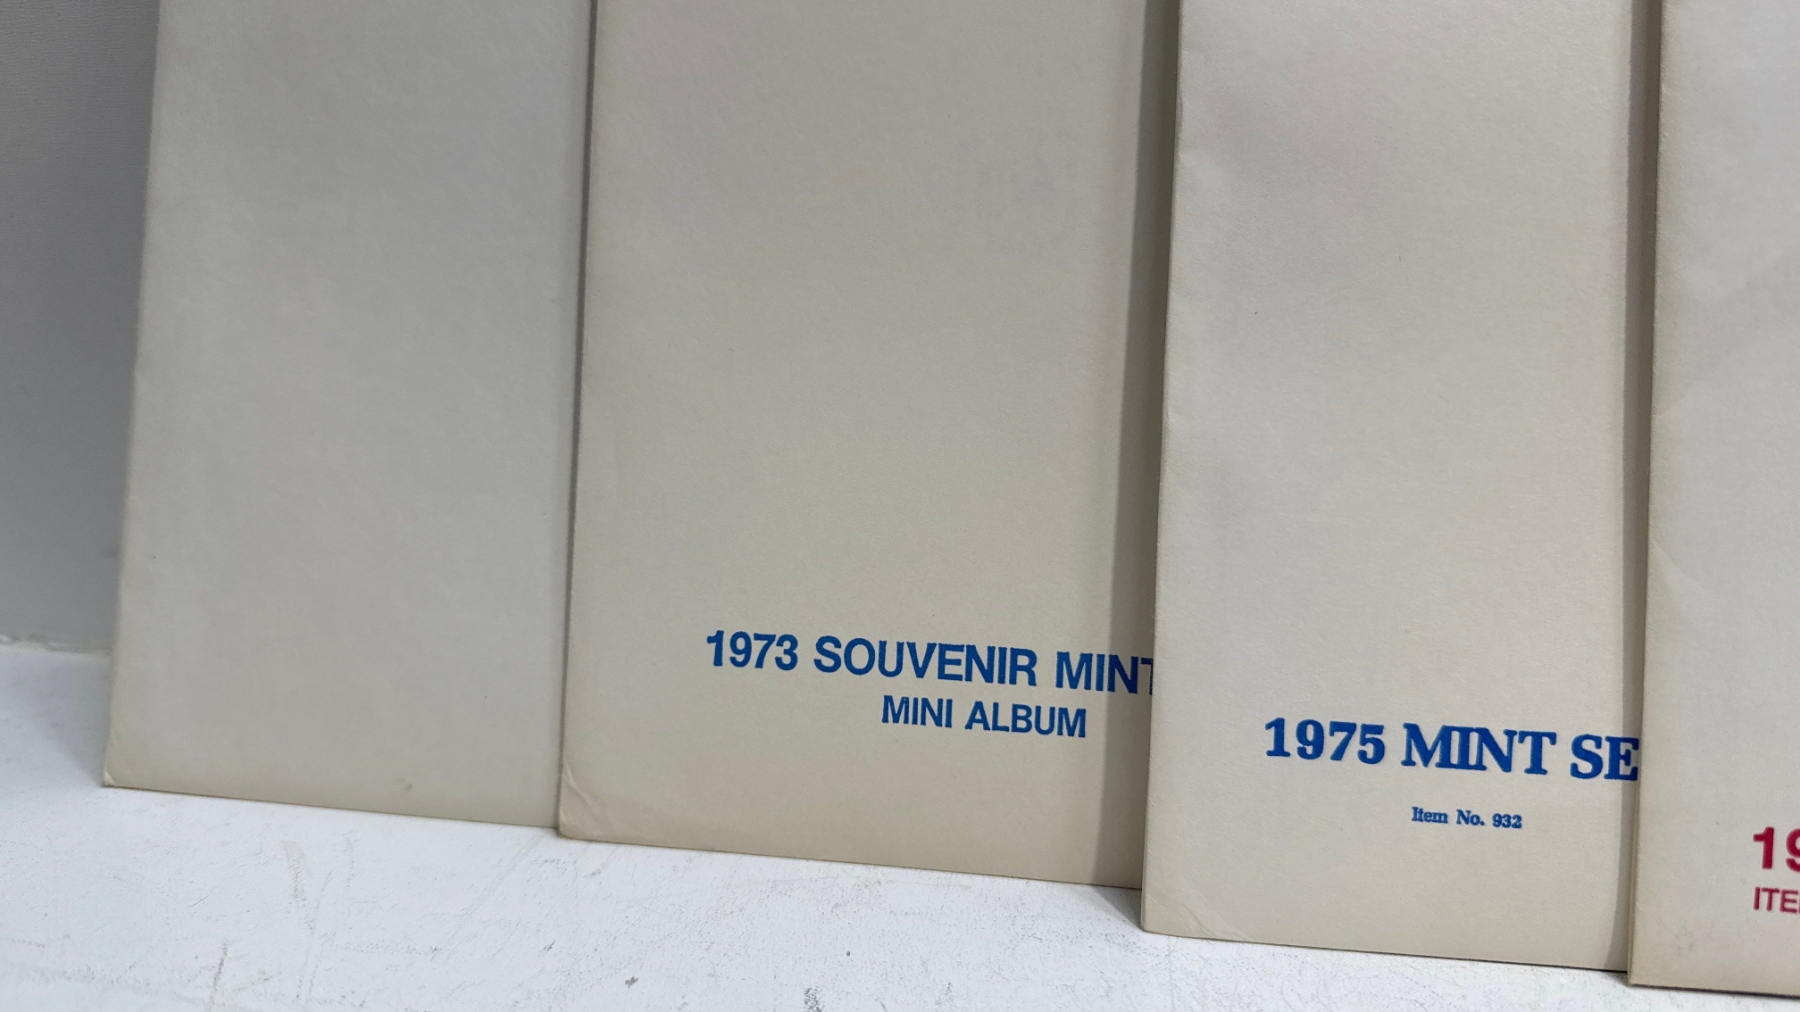 1973 SOUVENIR MINT
MINI ALBUM
1975 MINT SE
Item No. 932
19
ITE